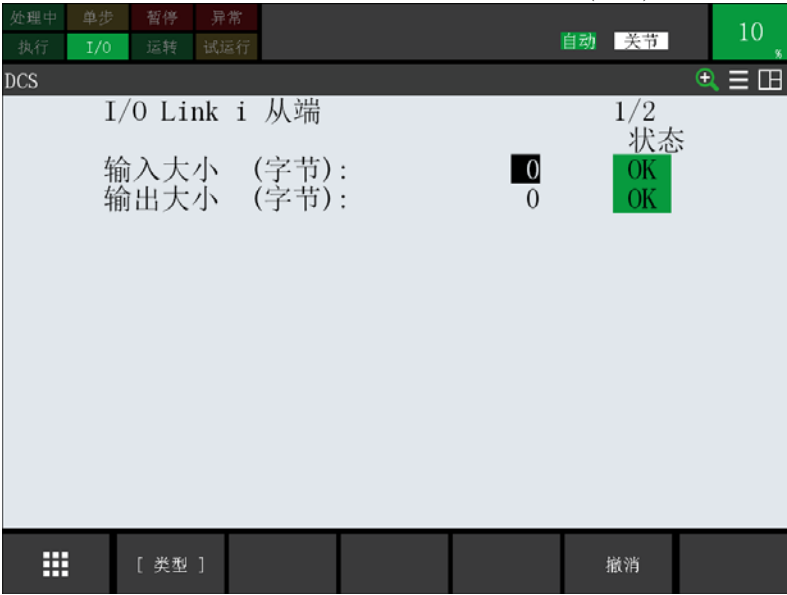 处理中 单步 暂停 异常
执行 I/O 运转 试运行 自动 关节 10 %
DCS
I/O Link i 从端 1/2
状态
输入大小 (字节): 0 OK
输出大小 (字节): 0 OK
[ 类型 ] 撤消